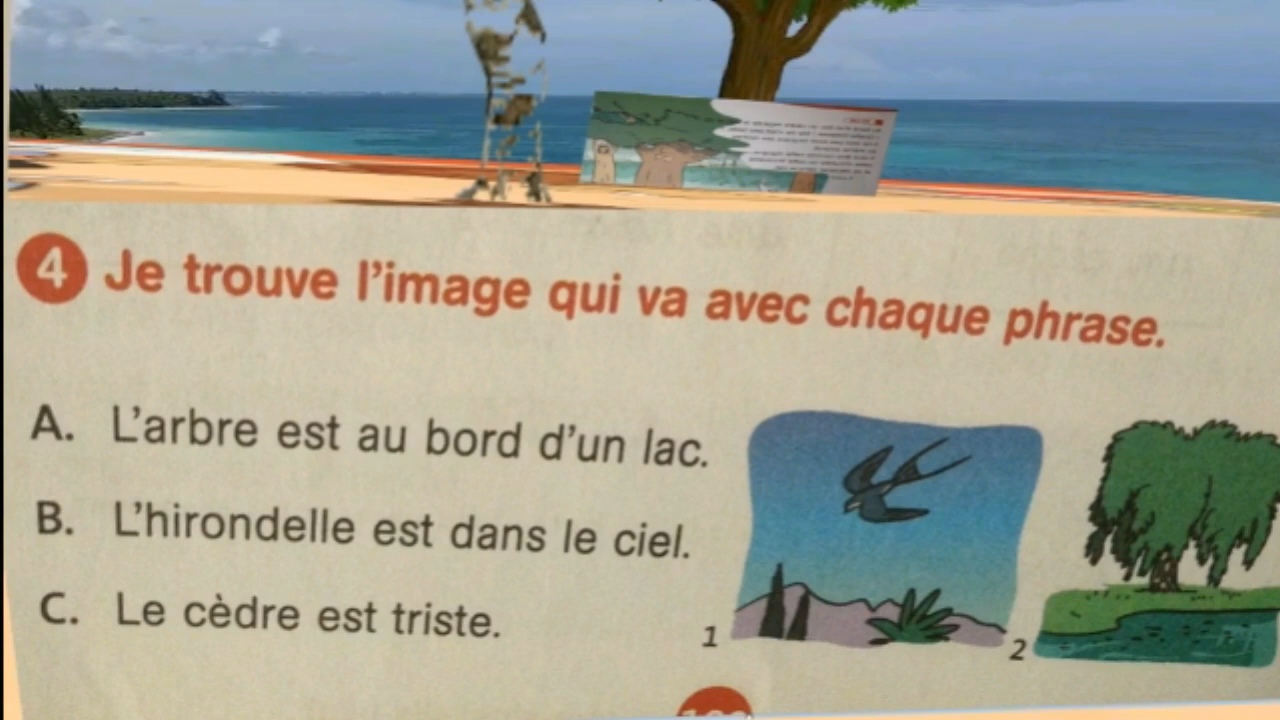 4 Je trouve l'image qui va avec chaque phrase.
A. L'arbre est au bord d'un lac.
B. L'hirondelle est dans le ciel.
C. Le cèdre est triste.
1
2